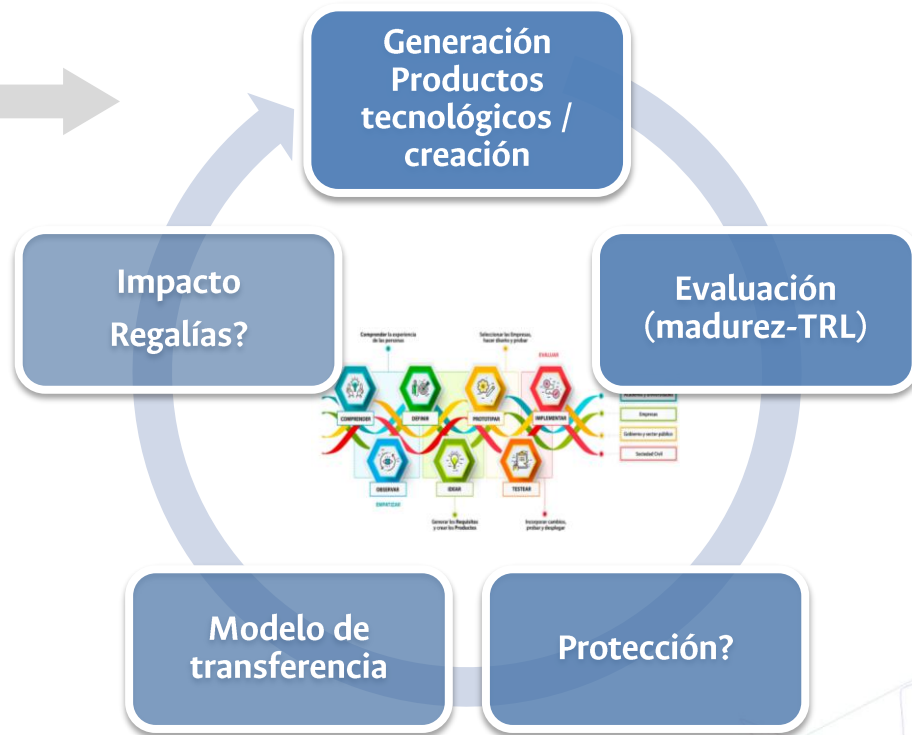 Generación
Productos
tecnológicos /
creación
Evaluación
(madurez-TRL)
Protección?
Modelo de
transferencia
Impacto
Regalías?
Comprender la experiencia
de las personas
Seleccionar las Empresas,
hacer diseño y probar
EVALUAR
COMPRENDER
DEFINIR
PROTOTIPAR
IMPLEMENTAR
Empresas
Gobierno y sector público
Sociedad Civil
OBSERVAR
IDEAR
TESTEAR
EMPATIZAR
Generar los Requisitos
y crear los Productos
Incorporar cambios,
probar y desplegar